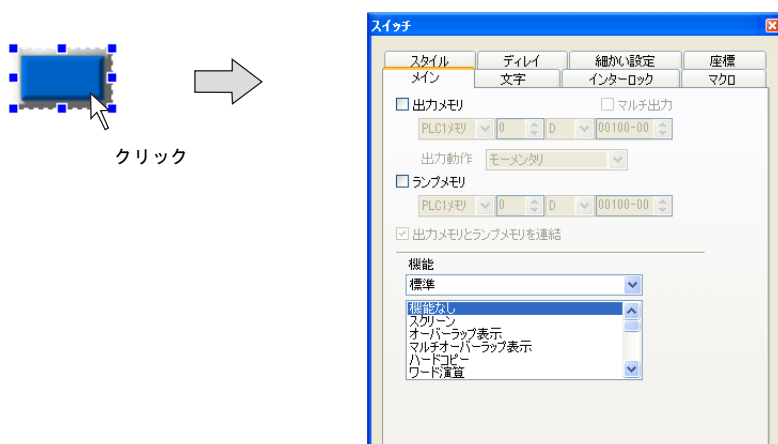 クリック
スイッチ
スタイル ディレイ 細かい設定 座標
メイン 文字 インターロック マクロ
出力メモリ マルチ出力
PLC1メモリ 0 D 00100-00
出力動作 モーメンタリ
ランプメモリ
PLC1メモリ 0 D 00100-00
出力メモリとランプメモリを連結
機能
標準
機能なし
スクリーン
オーバーラップ表示
マルチオーバーラップ表示
ハードコピー
ワード演算